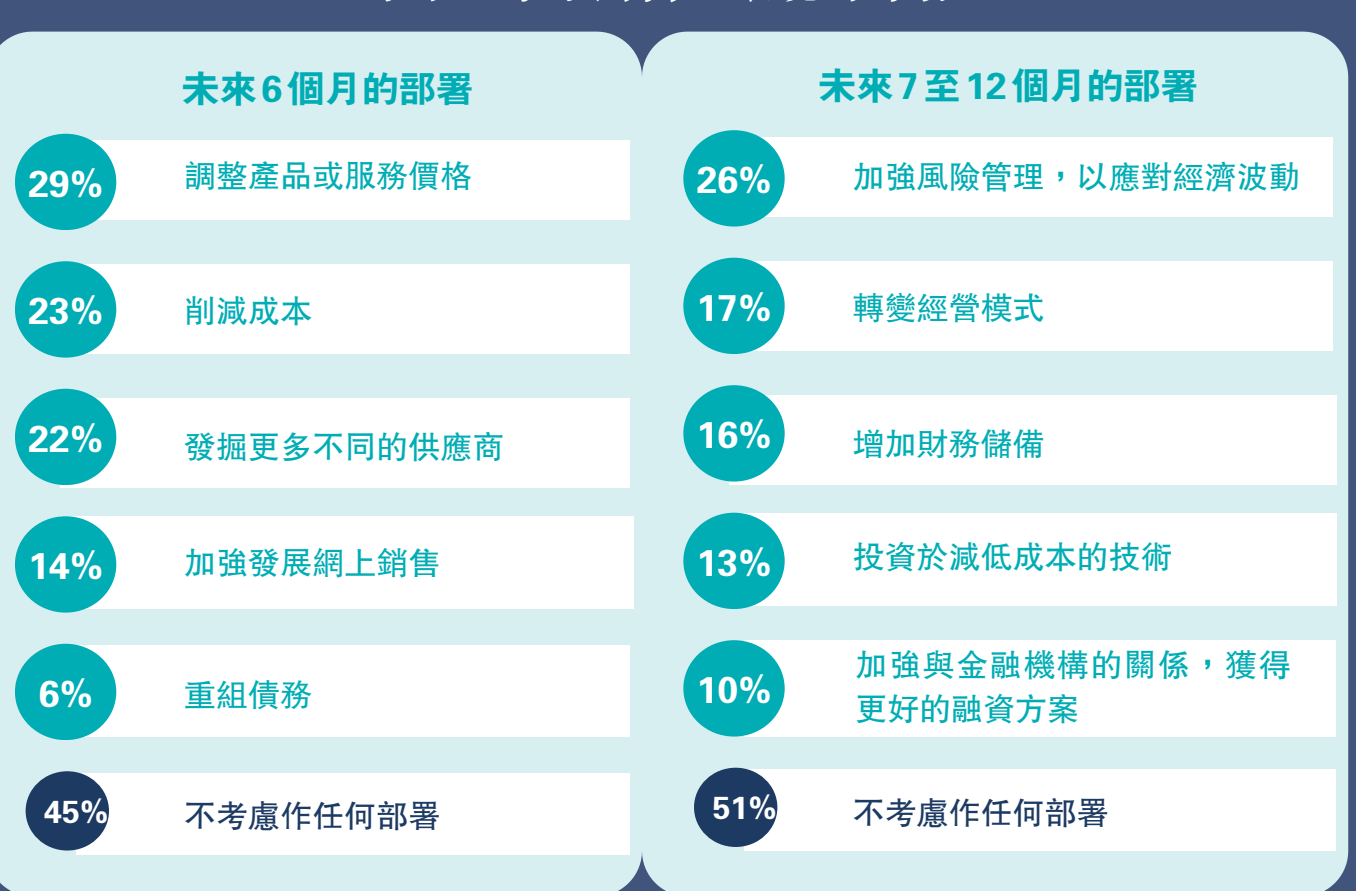 未來6個月的部署
29%
調整產品或服務價格
23%
削減成本
22%
發掘更多不同的供應商
14%
加強發展網上銷售
6%
重組債務
45%
不考慮作任何部署
未來7至12個月的部署
26%
加強風險管理，以應對經濟波動
17%
轉變經營模式
16%
增加財務儲備
13%
投資於減低成本的技術
10%
加強與金融機構的關係，獲得
更好的融資方案
51%
不考慮作任何部署